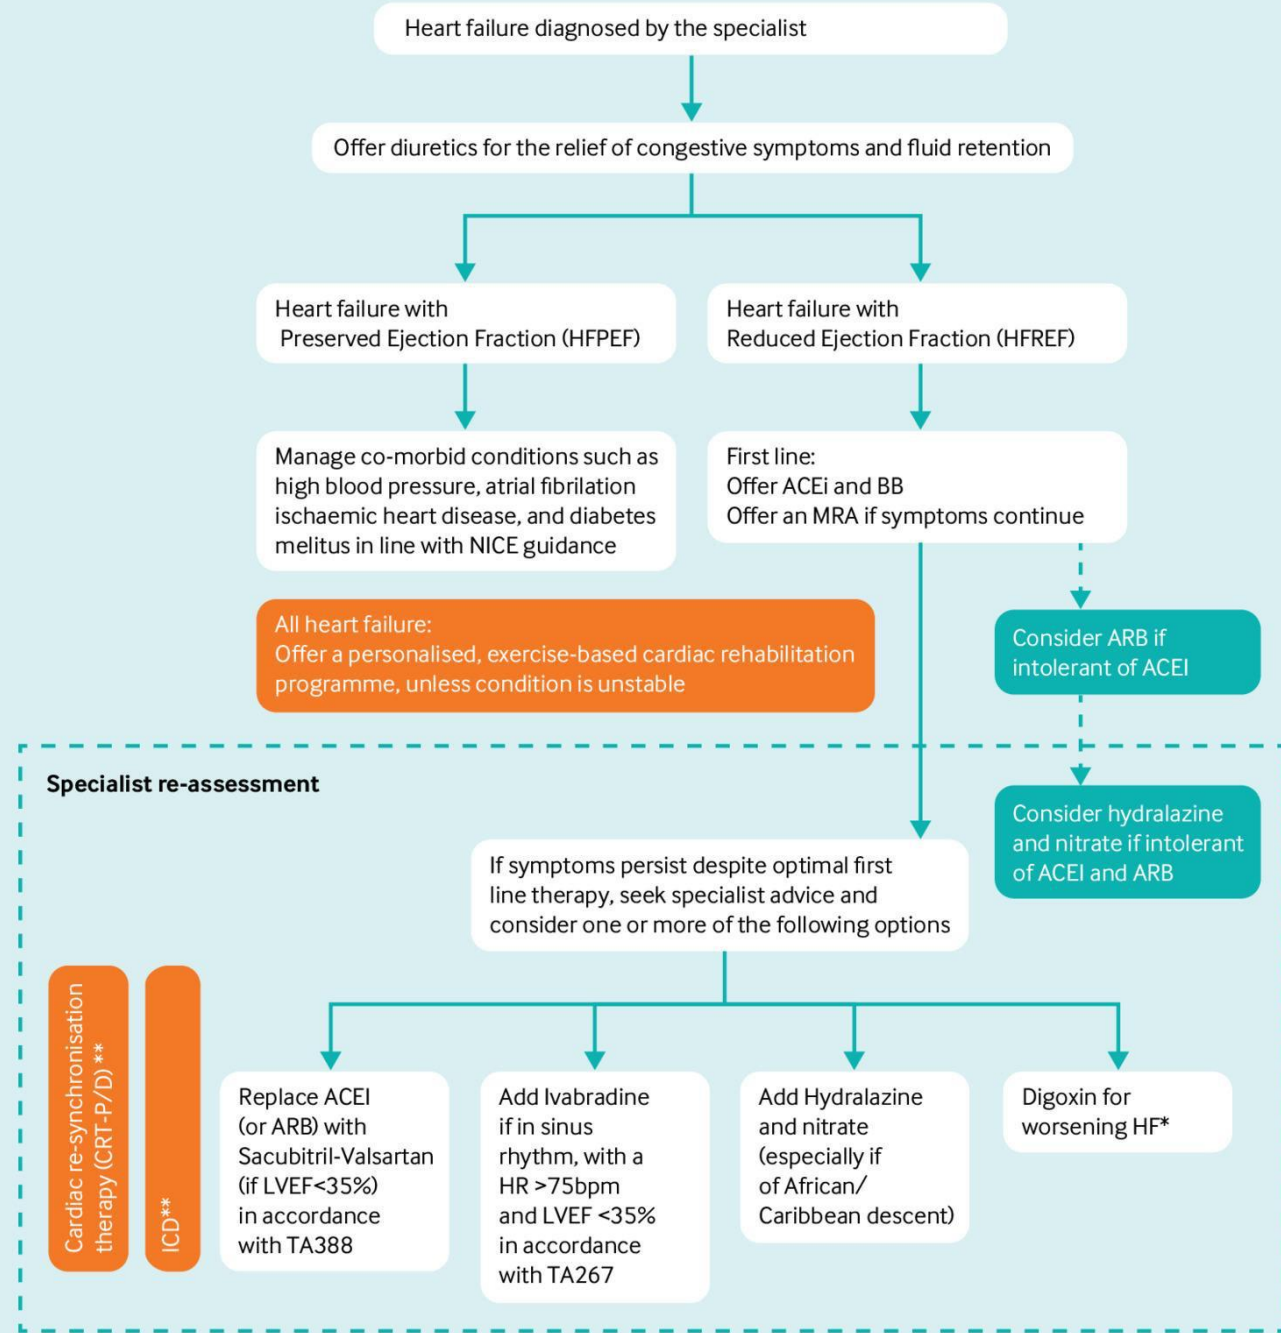 Heart failure diagnosed by the specialist
Offer diuretics for the relief of congestive symptoms and fluid retention
Heart failure with
Preserved Ejection Fraction (HFPEF)
Heart failure with
Reduced Ejection Fraction (HFREF)
Manage co-morbid conditions such as
high blood pressure, atrial fibrilation
ischaemic heart disease, and diabetes
melitus in line with NICE guidance
First line:
Offer ACEi and BB
Offer an MRA if symptoms continue
All heart failure:
Offer a personalised, exercise-based cardiac rehabilitation
programme, unless condition is unstable
Consider ARB if
intolerant of ACEI
Specialist re-assessment
Consider hydralazine
and nitrate if intolerant
of ACEI and ARB
If symptoms persist despite optimal first
line therapy, seek specialist advice and
consider one or more of the following options
Cardiac re-synchronisation
therapy (CRT-P/D) **
ICD**
Replace ACEI
(or ARB) with
Sacubitril-Valsartan
(if LVEF<35%)
in accordance
with TA388
Add Ivabradine
if in sinus
rhythm, with a
HR >75bpm
and LVEF <35%
in accordance
with TA267
Add Hydralazine
and nitrate
(especially if
of African/
Caribbean descent)
Digoxin for
worsening HF*